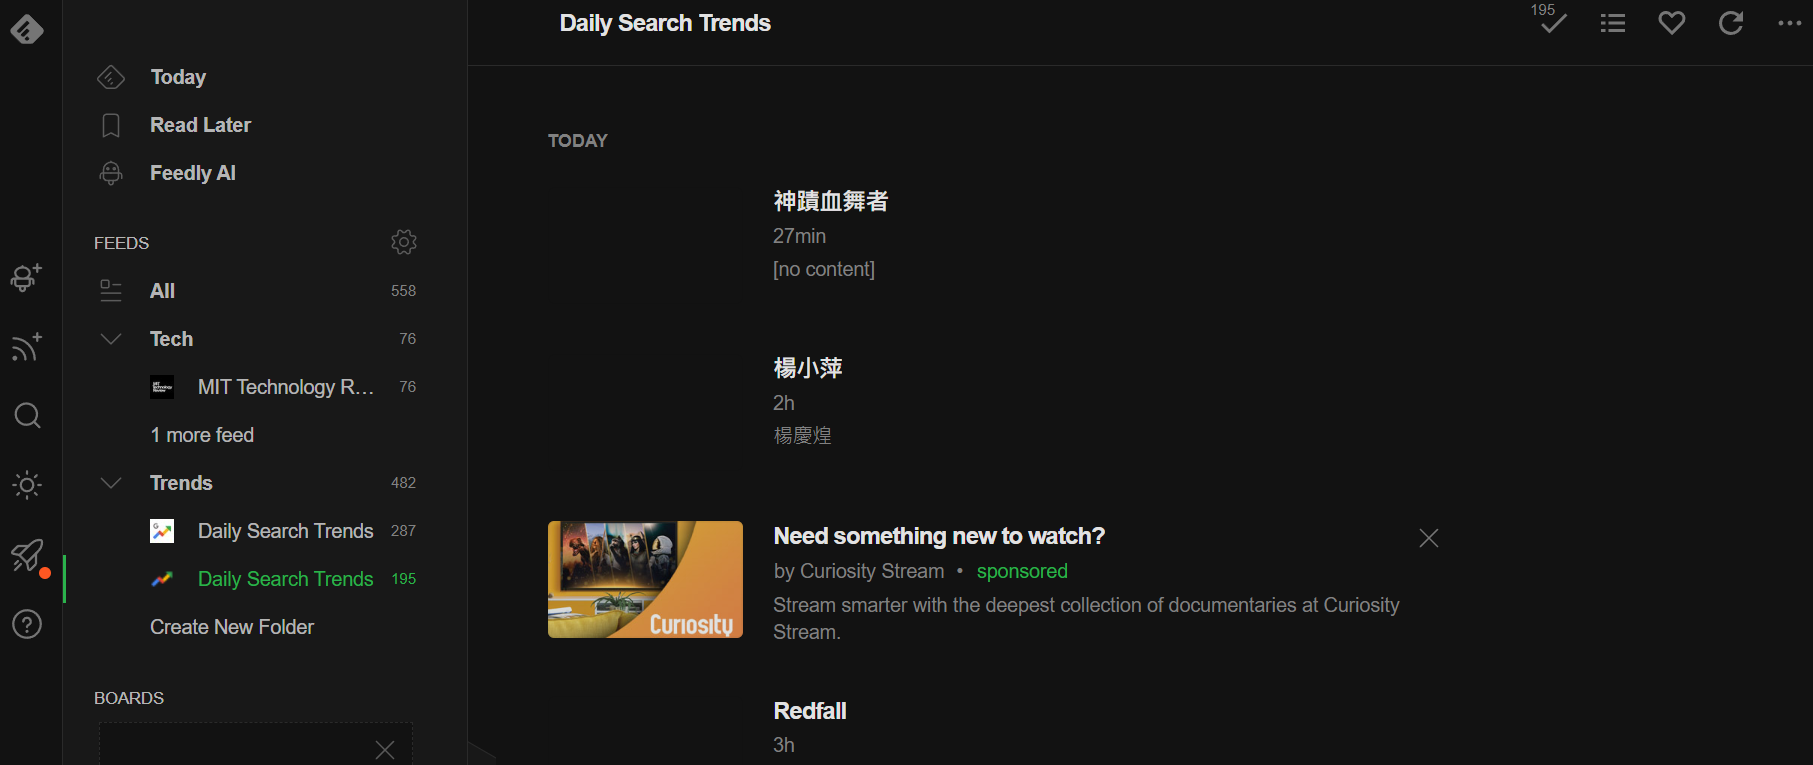 Today
Read Later
Feedly AI
FEEDS
All 558
Tech 76
MIT Technology R... 76
1 more feed
Trends 482
Daily Search Trends 287
Daily Search Trends 195
Create New Folder
BOARDS
Daily Search Trends
195
TODAY
神蹟血舞者
27min
[no content]
楊小萍
2h
楊慶煌
Curiosity
Need something new to watch?
by Curiosity Stream • sponsored
Stream smarter with the deepest collection of documentaries at Curiosity
Stream.
Redfall
3h